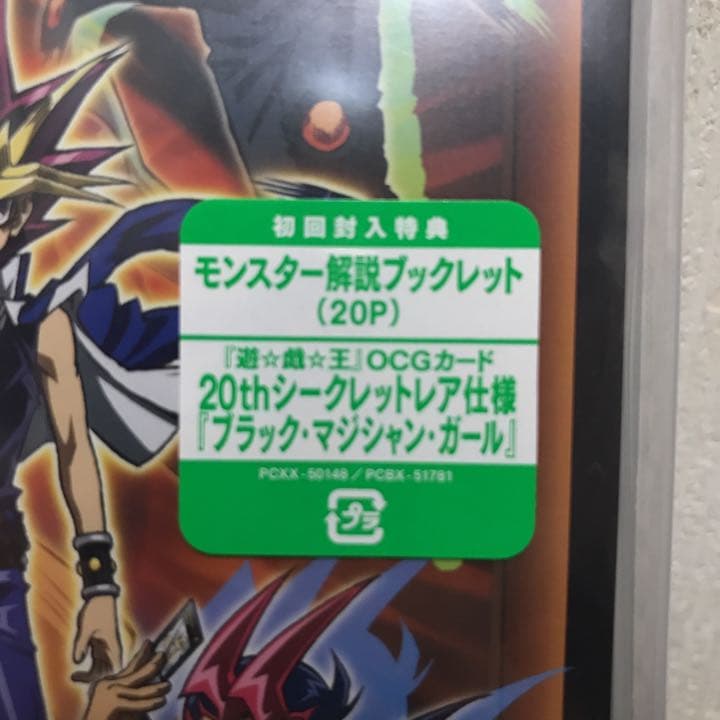 初回封入特典
モンスター解説ブックレット
(20P)
『遊☆戯☆王』OCGカード
20thシークレットレア仕様
『ブラック・マジシャン・ガール』
PCXX-50148/PCBX-51781
プラ